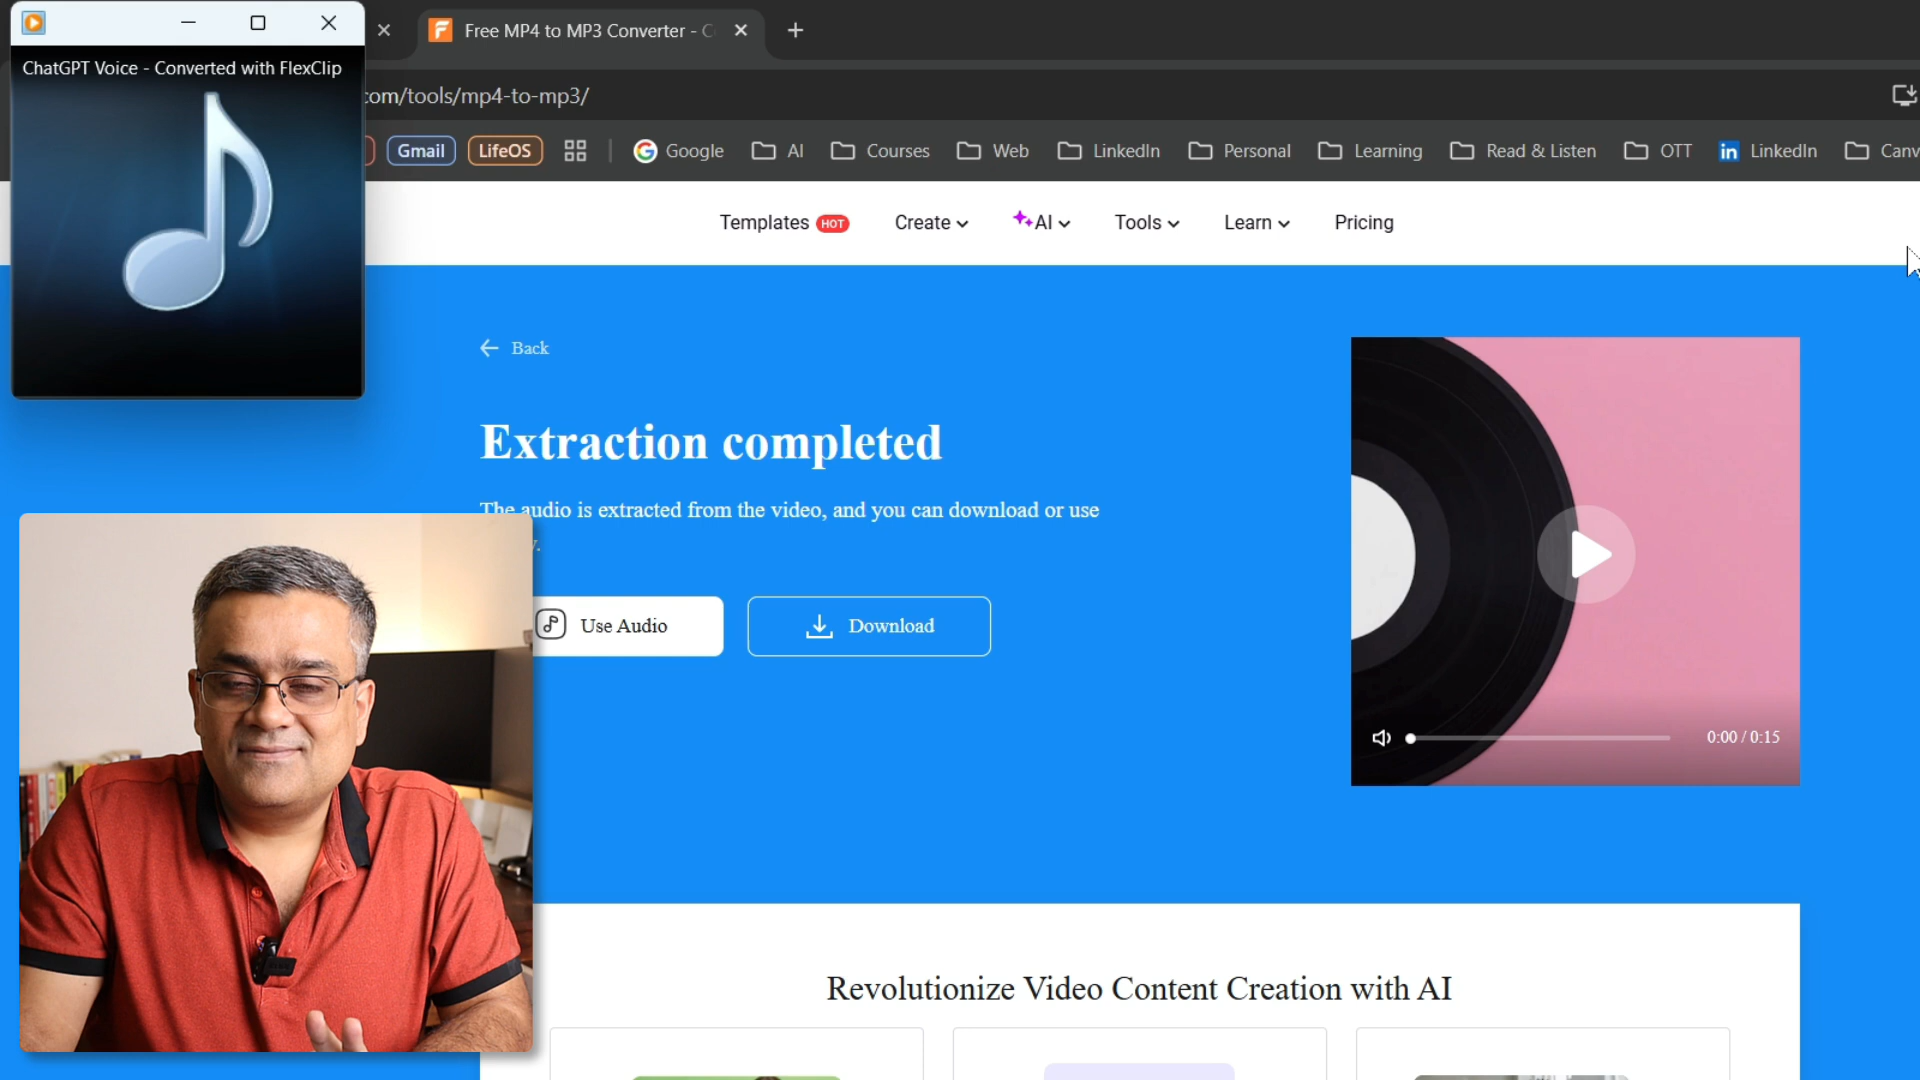 ChatGPT Voice - Converted with FlexClip
Free MP4 to MP3 Converter - C
com/tools/mp4-to-mp3/
Gmail
LifeOS
Google
AI
Courses
Web
LinkedIn
Personal
Learning
Read & Listen
OTT
in LinkedIn
Canv
Templates HOT
Create
AI
Tools
Learn
Pricing
Back
Extraction completed
The audio is extracted from the video, and you can download or use
Use Audio
Download
0:00 / 0:15
Revolutionize Video Content Creation with AI